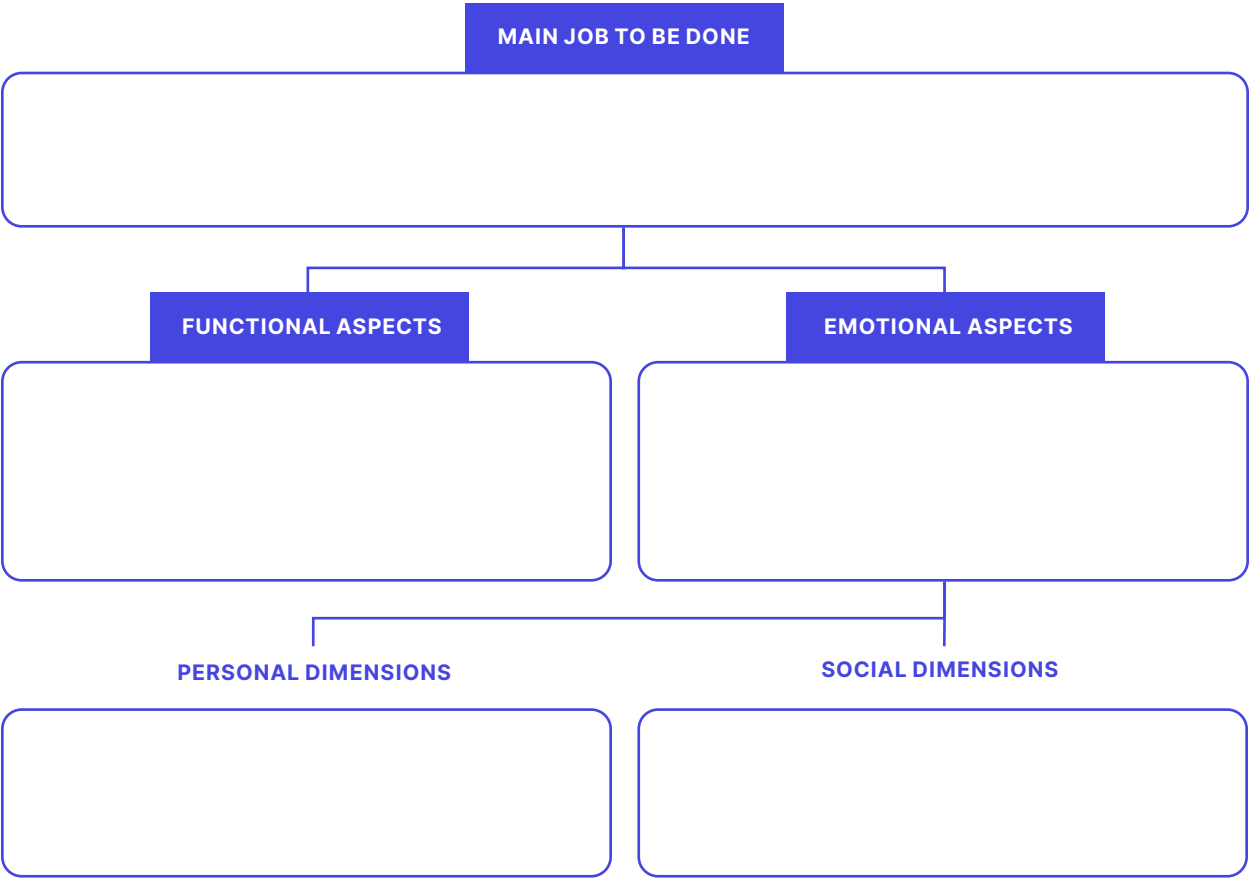 MAIN JOB TO BE DONE
FUNCTIONAL ASPECTS
EMOTIONAL ASPECTS
PERSONAL DIMENSIONS
SOCIAL DIMENSIONS